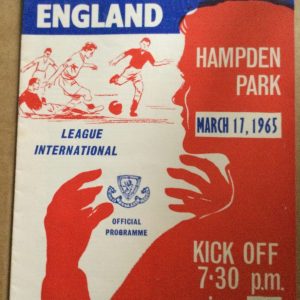 ENGLAND
HAMPDEN
PARK
MARCH 17, 1965
LEAGUE
INTERNATIONAL
OFFICIAL
PROGRAMME
KICK OFF
7·30 p.m.